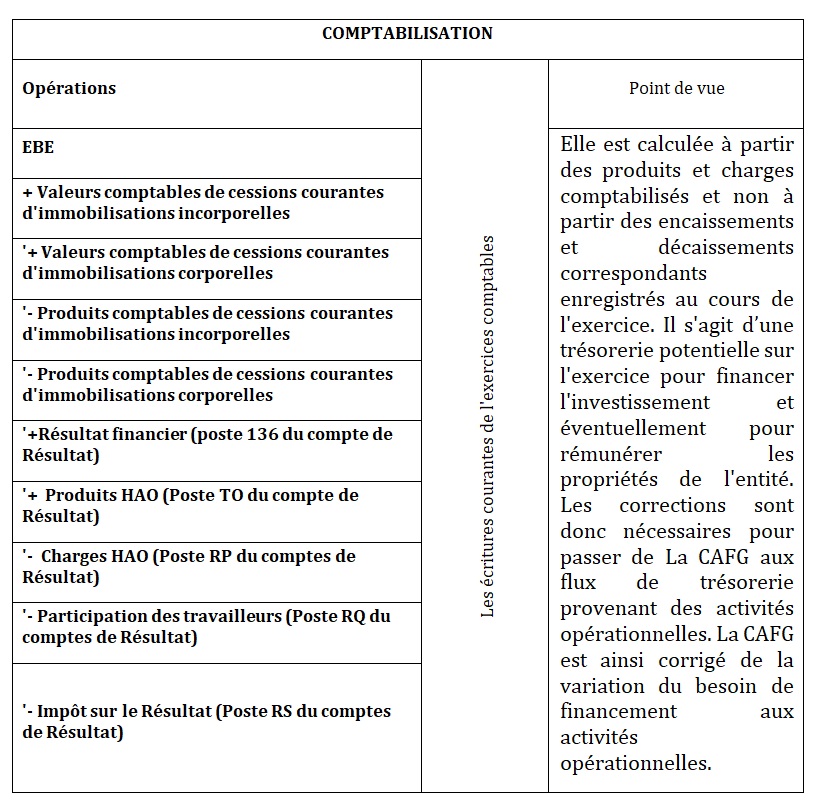 COMPTABILISATION
Opérations
Point de vue
EBE
+ Valeurs comptables de cessions courantes
d'immobilisations incorporelles
'+ Valeurs comptables de cessions courantes
d'immobilisations corporelles
'- Produits comptables de cessions courantes
d'immobilisations incorporelles
'- Produits comptables de cessions courantes
d'immobilisations corporelles
'+Résultat financier (poste 136 du compte de
Résultat)
'+  Produits HAO (Poste TO du compte de
Résultat)
'-  Charges HAO (Poste RP du comptes de
Résultat)
'- Participation des travailleurs (Poste RQ du
comptes de Résultat)
'- Impôt sur le Résultat (Poste RS du comptes
de Résultat)
Les écritures courantes de l'exercices comptables
Elle est calculée à partir
des produits et charges
comptabilisés et non à
partir des encaissements
et décaissements
correspondants
enregistrés au cours de
l'exercice. Il s'agit d’une
trésorerie potentielle sur
l'exercice pour financer
l'investissement et
éventuellement pour
rémunérer les
propriétés de l'entité.
Les corrections sont
donc nécessaires pour
passer de La CAFG aux
flux de trésorerie
provenant des activités
opérationnelles. La CAFG
est ainsi corrigé de la
variation du besoin de
financement aux
activités
opérationnelles.